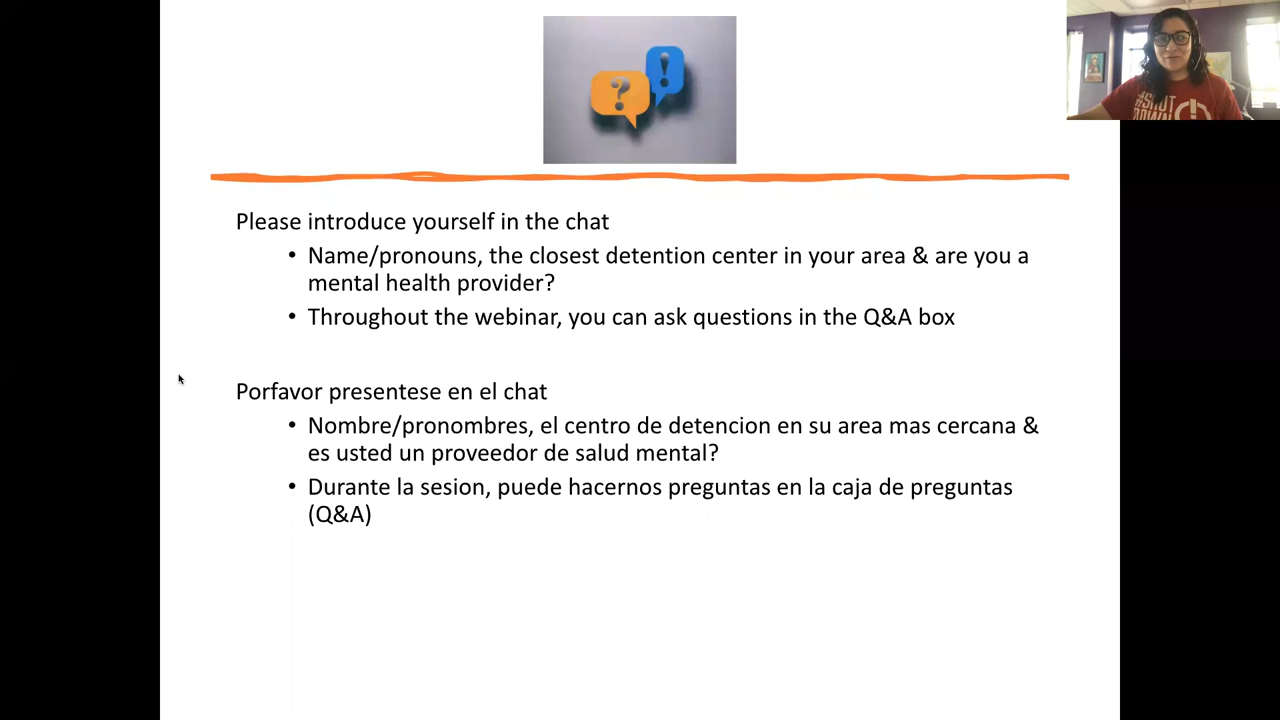 ?
!
#SHUT
DOWN
Please introduce yourself in the chat
• Name/pronouns, the closest detention center in your area & are you a
mental health provider?
• Throughout the webinar, you can ask questions in the Q&A box
Porfavor presentese en el chat
• Nombre/pronombres, el centro de detencion en su area mas cercana &
es usted un proveedor de salud mental?
• Durante la sesion, puede hacernos preguntas en la caja de preguntas
(Q&A)